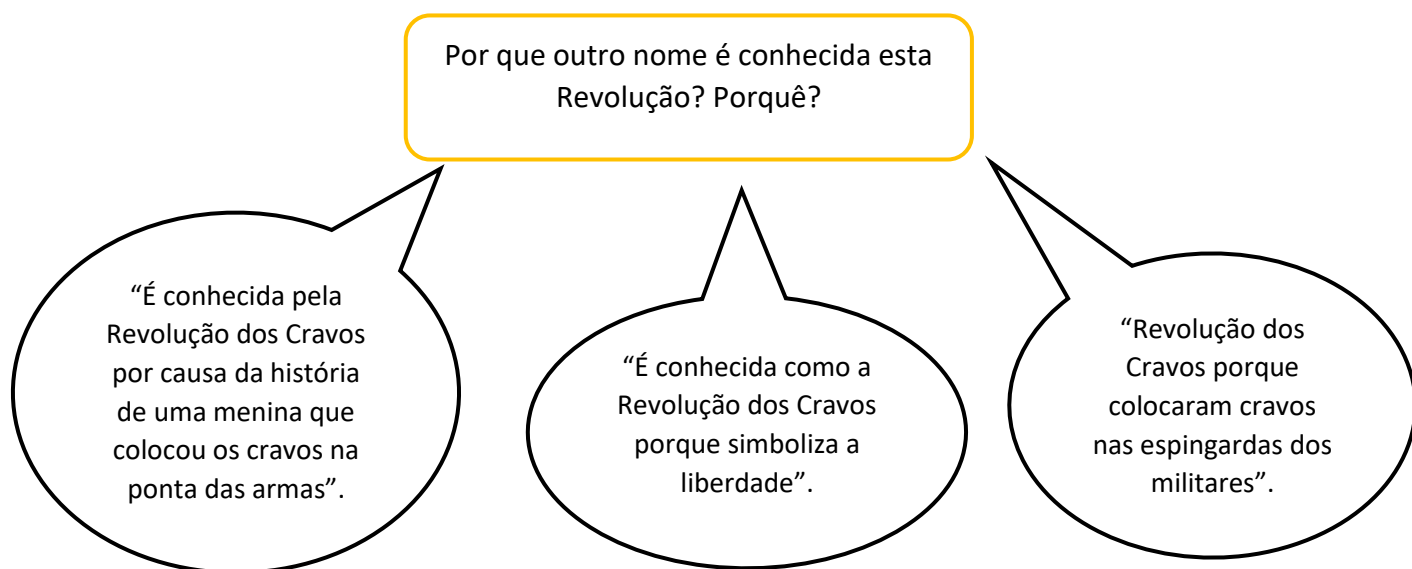 Por que outro nome é conhecida esta
Revolução? Porquê?
“É conhecida pela
Revolução dos Cravos
por causa da história
de uma menina que
colocou os cravos na
ponta das armas”.
“É conhecida como a
Revolução dos Cravos
porque simboliza a
liberdade”.
“Revolução dos
Cravos porque
colocaram cravos
nas espingardas dos
militares”.